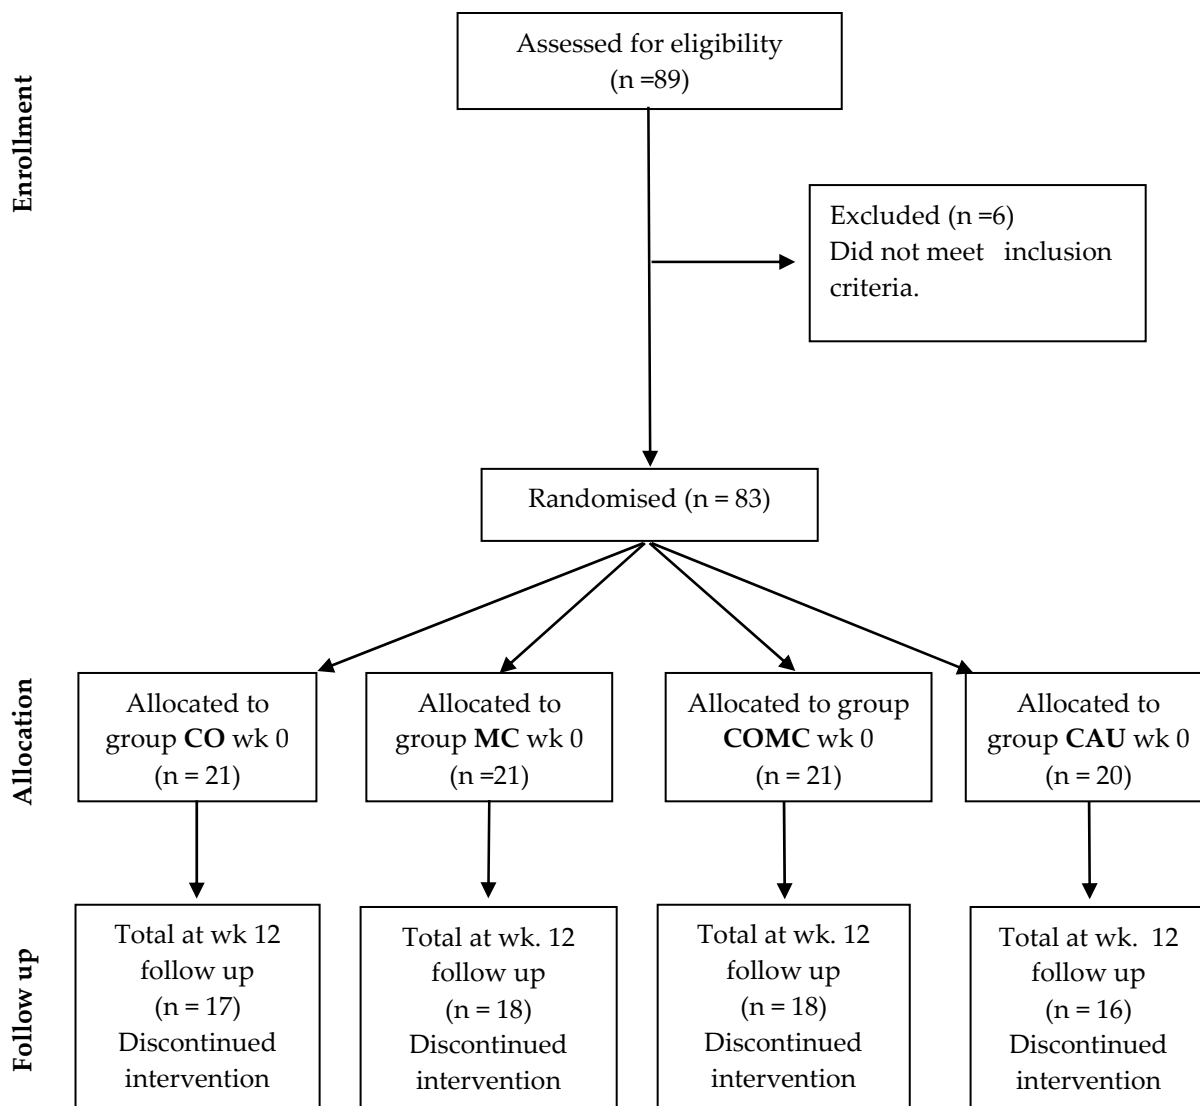 Enrollment
Assessed for eligibility
(n =89)
Excluded (n =6)
Did not meet inclusion
criteria.
Randomised (n = 83)
Allocation
Allocated to
group CO wk 0
(n = 21)
Allocated to
group MC wk 0
(n =21)
Allocated to group
COMC wk 0
(n = 21)
Allocated to
group CAU wk 0
(n = 20)
Follow up
Total at wk 12
follow up
(n = 17)
Discontinued
intervention
Total at wk. 12
follow up
(n = 18)
Discontinued
intervention
Total at wk. 12
follow up
(n = 18)
Discontinued
intervention
Total at wk. 12
follow up
(n = 16)
Discontinued
intervention